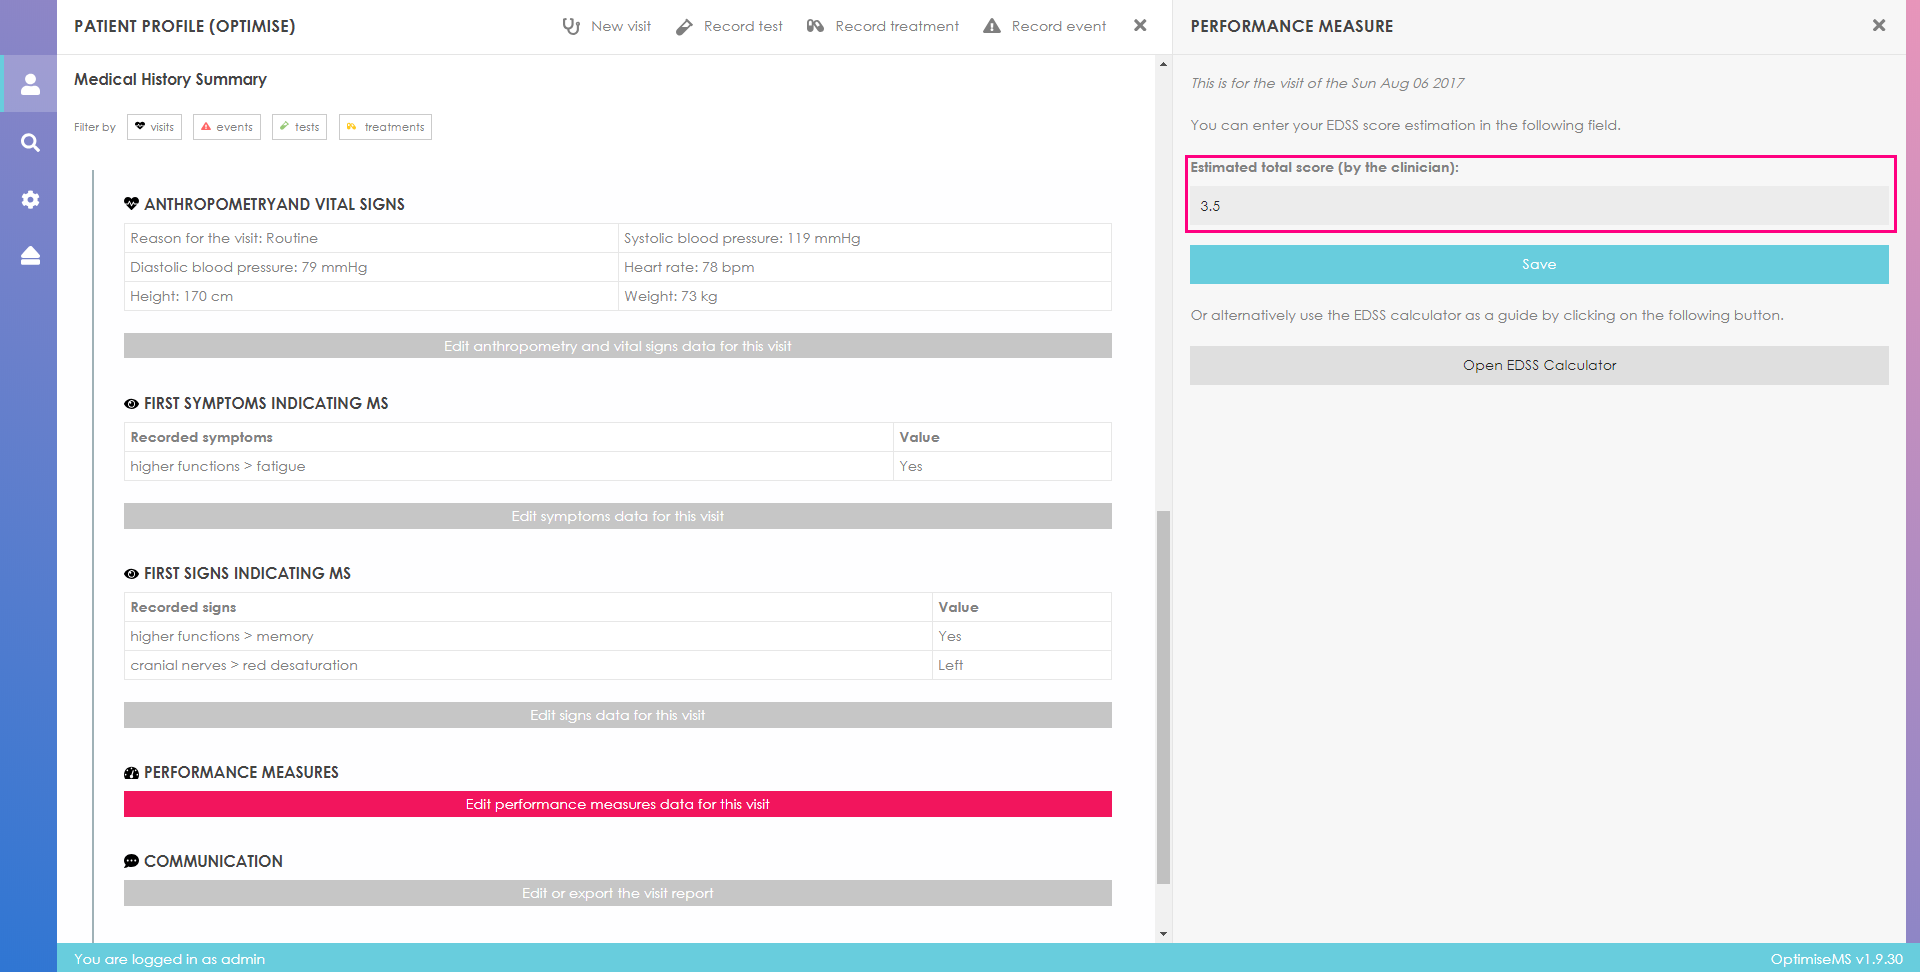 PATIENT PROFILE (OPTIMISE)
New visit
Record test
Record treatment
Record event
Medical History Summary
Filter by
visits
events
tests
treatments
ANTHROPOMETRYAND VITAL SIGNS
Reason for the visit: Routine
Systolic blood pressure: 119 mmHg
Diastolic blood pressure: 79 mmHg
Heart rate: 78 bpm
Height: 170 cm
Weight: 73 kg
Edit anthropometry and vital signs data for this visit
FIRST SYMPTOMS INDICATING MS
Recorded symptoms
Value
higher functions > fatigue
Yes
Edit symptoms data for this visit
FIRST SIGNS INDICATING MS
Recorded signs
Value
higher functions > memory
Yes
cranial nerves > red desaturation
Left
Edit signs data for this visit
PERFORMANCE MEASURES
Edit performance measures data for this visit
COMMUNICATION
Edit or export the visit report
PERFORMANCE MEASURE
This is for the visit of the Sun Aug 06 2017
You can enter your EDSS score estimation in the following field.
Estimated total score (by the clinician):
3.5
Save
Or alternatively use the EDSS calculator as a guide by clicking on the following button.
Open EDSS Calculator
You are logged in as admin
OptimiseMS v1.9.30